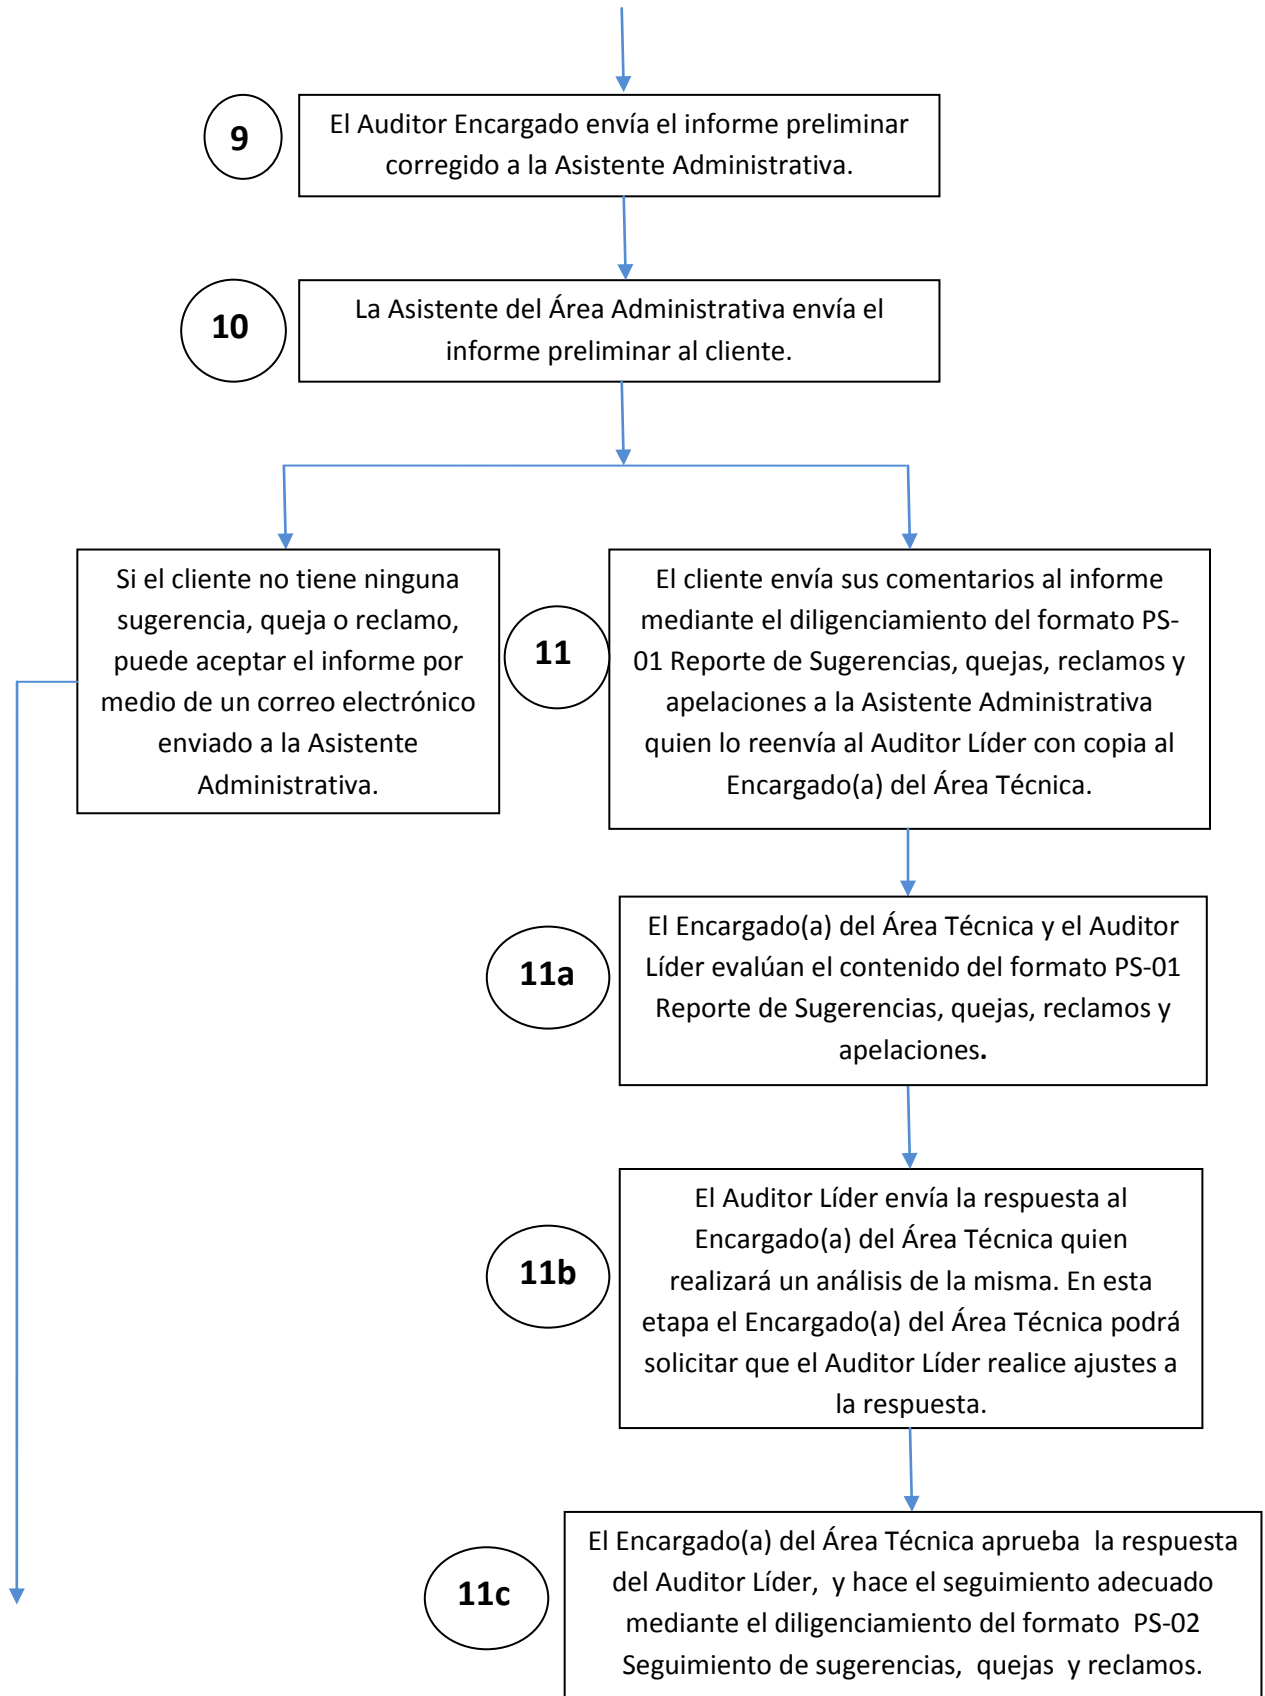 9
El Auditor Encargado envía el informe preliminar
corregido a la Asistente Administrativa.
10
La Asistente del Área Administrativa envía el
informe preliminar al cliente.
Si el cliente no tiene ninguna
sugerencia, queja o reclamo,
puede aceptar el informe por
medio de un correo electrónico
enviado a la Asistente
Administrativa.
11
El cliente envía sus comentarios al informe
mediante el diligenciamiento del formato PS-
01 Reporte de Sugerencias, quejas, reclamos y
apelaciones a la Asistente Administrativa
quien lo reenvía al Auditor Líder con copia al
Encargado(a) del Área Técnica.
11a
El Encargado(a) del Área Técnica y el Auditor
Líder evalúan el contenido del formato PS-01
Reporte de Sugerencias, quejas, reclamos y
apelaciones.
11b
El Auditor Líder envía la respuesta al
Encargado(a) del Área Técnica quien
realizará un análisis de la misma. En esta
etapa el Encargado(a) del Área Técnica podrá
solicitar que el Auditor Líder realice ajustes a
la respuesta.
11c
El Encargado(a) del Área Técnica aprueba  la respuesta
del Auditor Líder,  y hace el seguimiento adecuado
mediante el diligenciamiento del formato  PS-02
Seguimiento de sugerencias,  quejas  y reclamos.